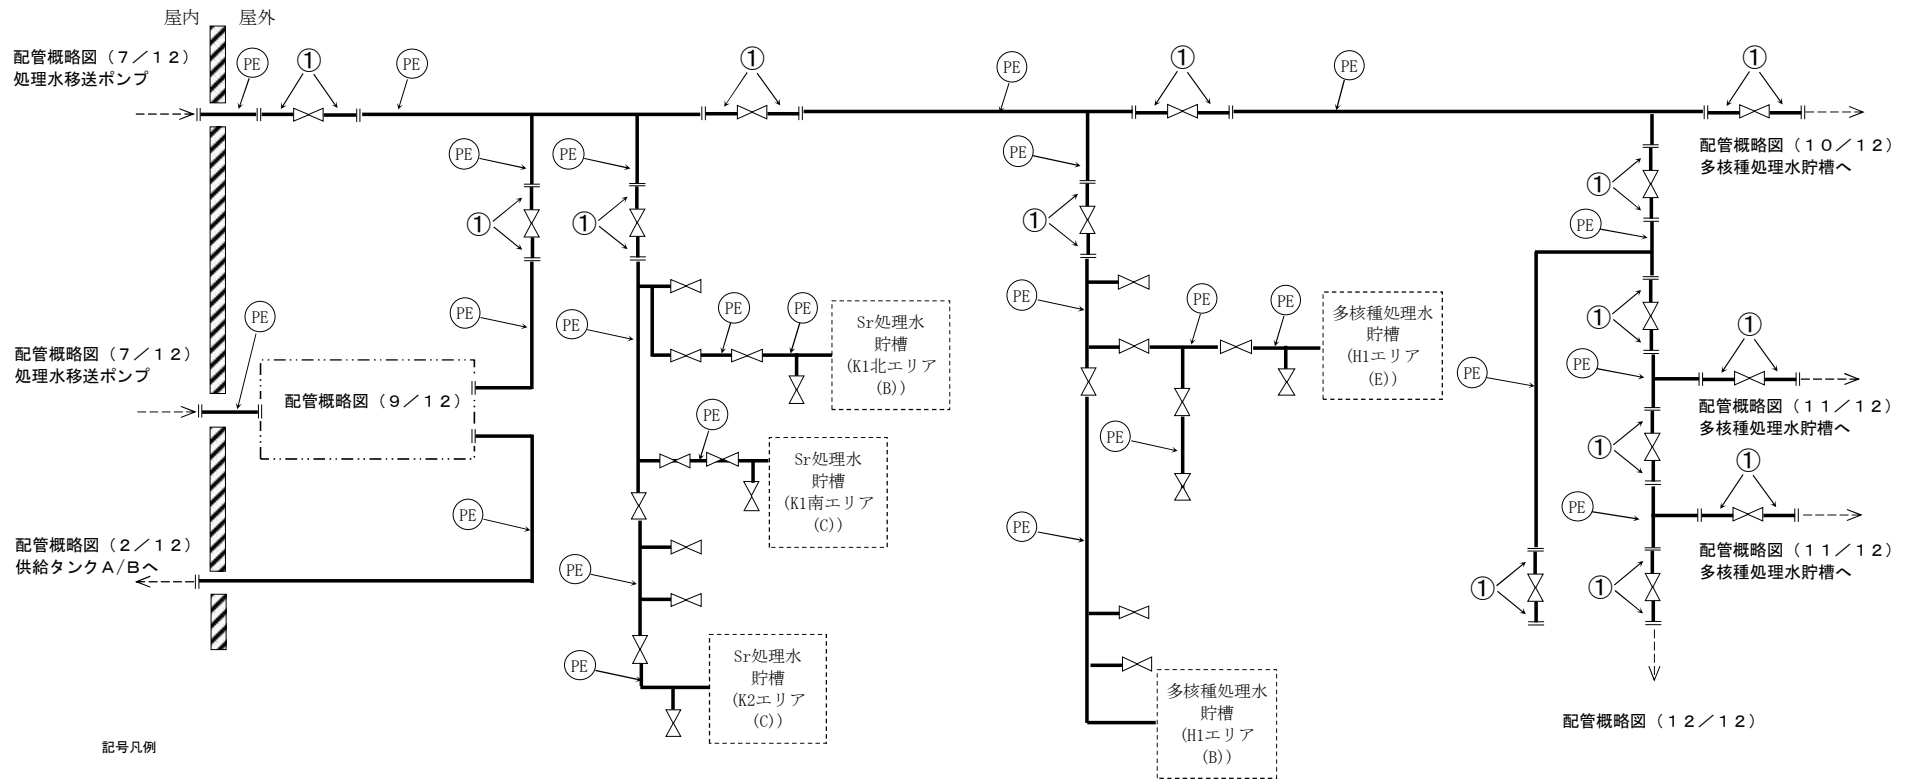 屋内 屋外
配管概略図（７／１２）
処理水移送ポンプ
PE
①
PE
①
PE
①
PE
①
配管概略図（１０／１２）
多核種処理水貯槽へ
PE
PE
PE
①
①
①
①
PE
PE
PE
PE
PE
PE
PE
PE
PE
Sr処理水
貯槽
(K1北エリア
(B))
多核種処理水
貯槽
(H1エリア
(E))
①
①
配管概略図（７／１２）
処理水移送ポンプ
配管概略図（９／１２）
PE
PE
配管概略図（１１／１２）
多核種処理水貯槽へ
PE
PE
①
①
Sr処理水
貯槽
(K1南エリア
(C))
PE
PE
PE
配管概略図（１１／１２）
多核種処理水貯槽へ
配管概略図（２／１２）
供給タンクＡ/Ｂへ
PE
①
①
PE
Sr処理水
貯槽
(K2エリア
(C))
多核種処理水
貯槽
(H1エリア
(B))
配管概略図（１２／１２）
記号凡例